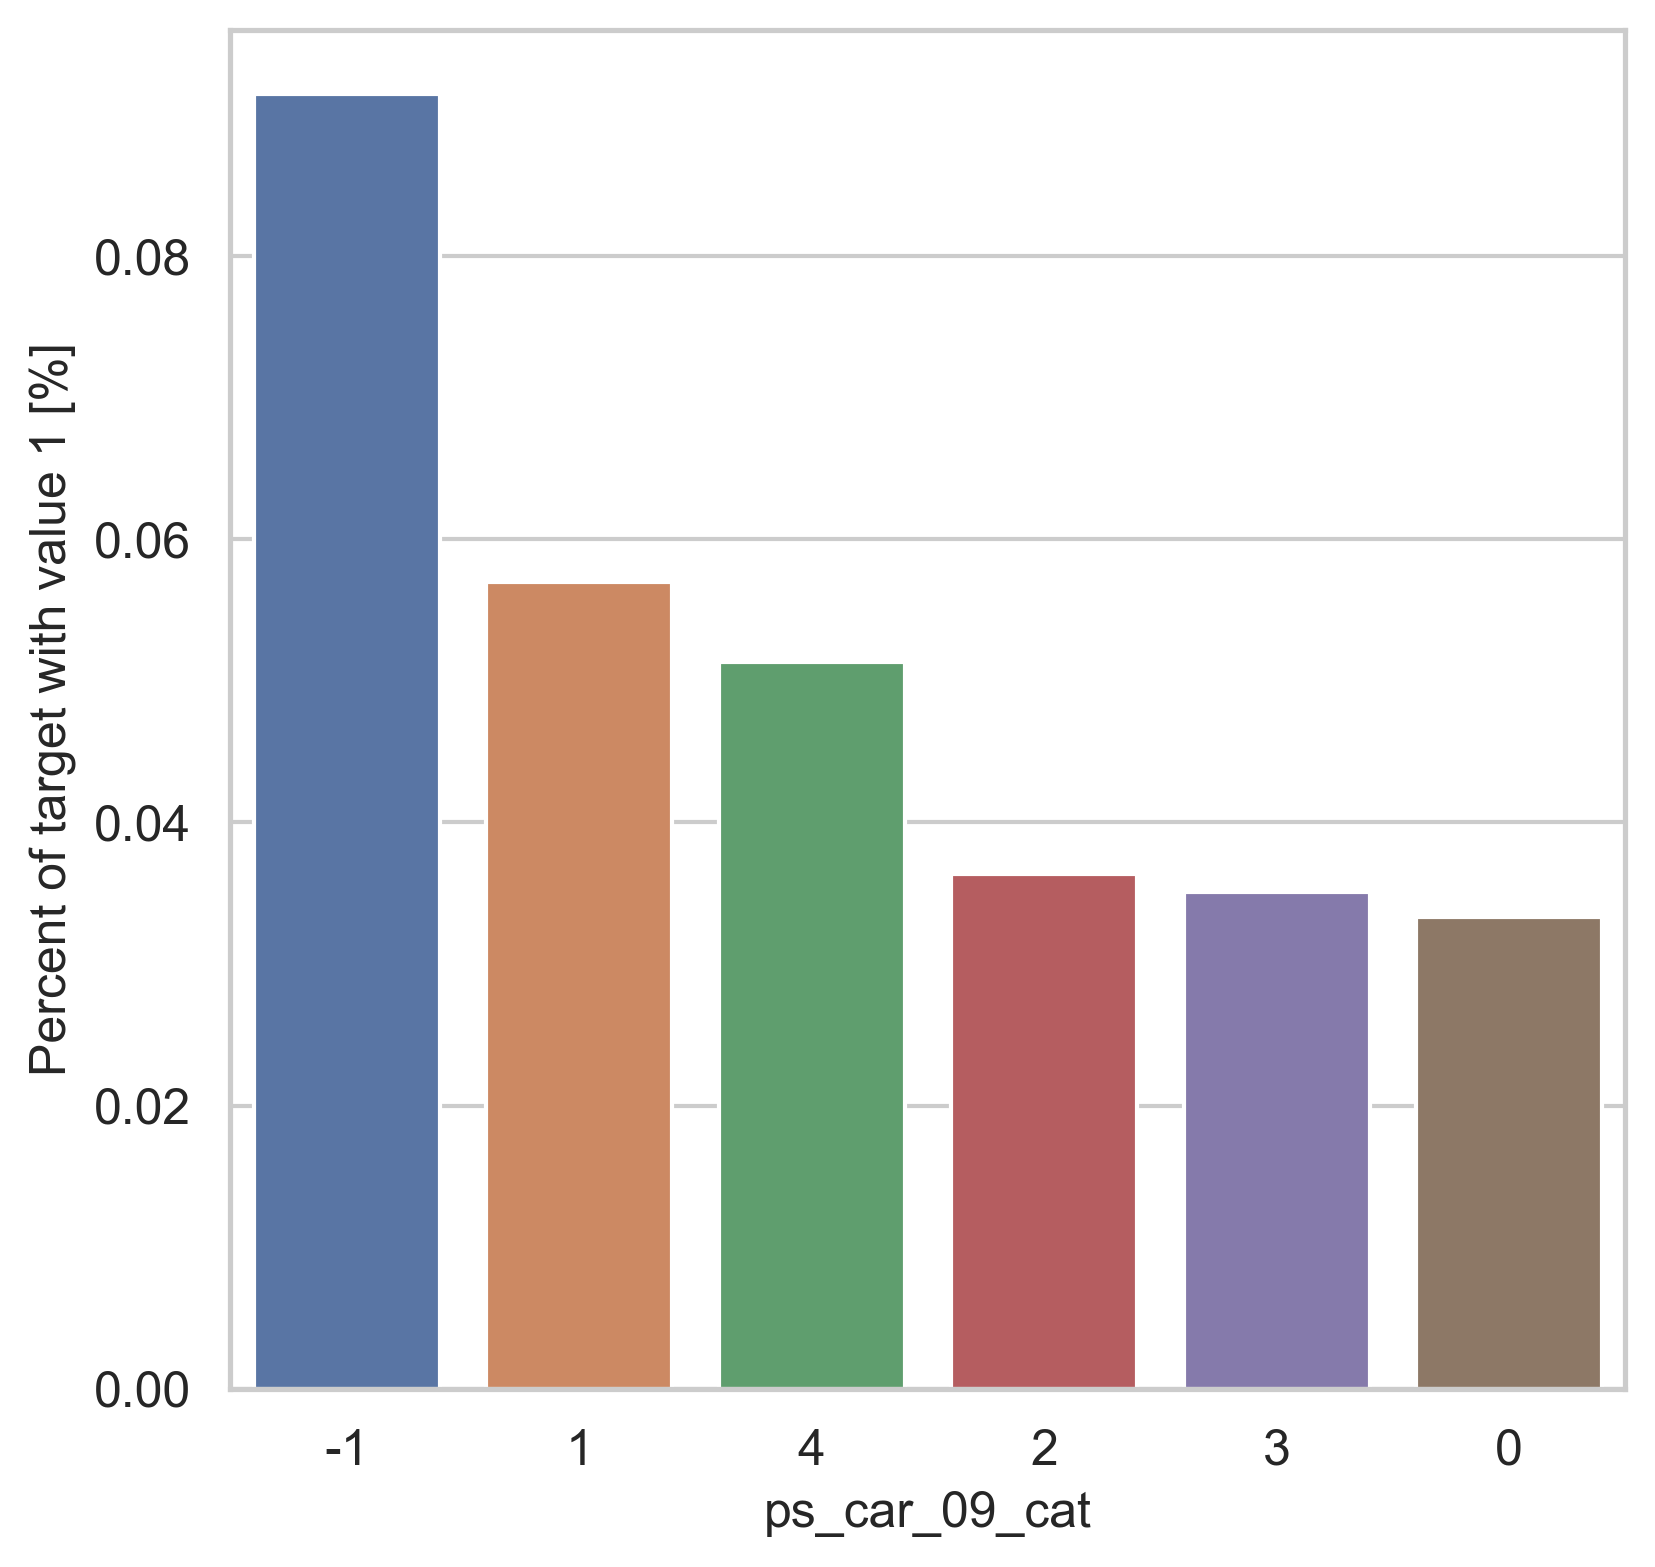 Percent of target with value 1 [%]
0.08
0.06
0.04
0.02
0.00
-1 1 4 2 3 0
ps_car_09_cat